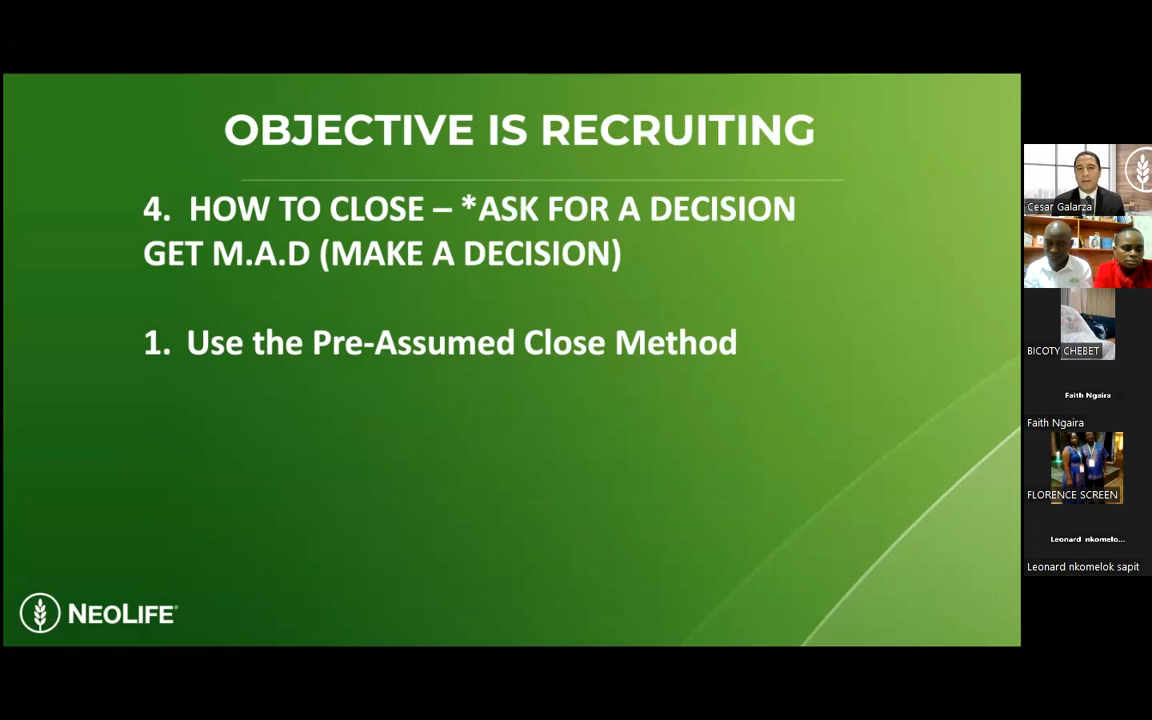 OBJECTIVE IS RECRUITING
4. HOW TO CLOSE – *ASK FOR A DECISION
GET M.A.D (MAKE A DECISION)
1. Use the Pre-Assumed Close Method
NEOLIFE®
Cesar Galarza
BICOTY CHEBET
Faith Ngaira
Faith Ngaira
FLORENCE SCREEN
Leonard nkomelo...
Leonard nkomelok sapit